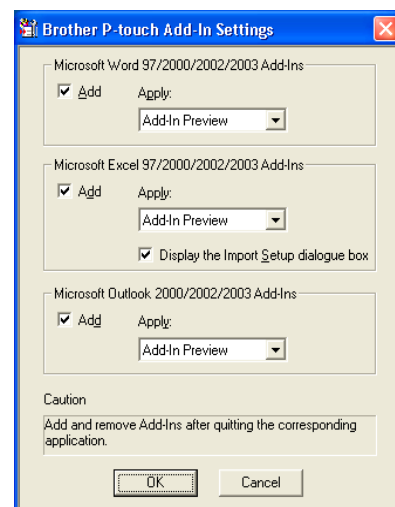 Brother P-touch Add-In Settings
Microsoft Word 97/2000/2002/2003 Add-Ins
Add
Apply:
Add-In Preview
Microsoft Excel 97/2000/2002/2003 Add-Ins
Add
Apply:
Add-In Preview
Display the Import Setup dialogue box
Microsoft Outlook 2000/2002/2003 Add-Ins
Add
Apply:
Add-In Preview
Caution
Add and remove Add-Ins after quitting the corresponding
application.
OK
Cancel